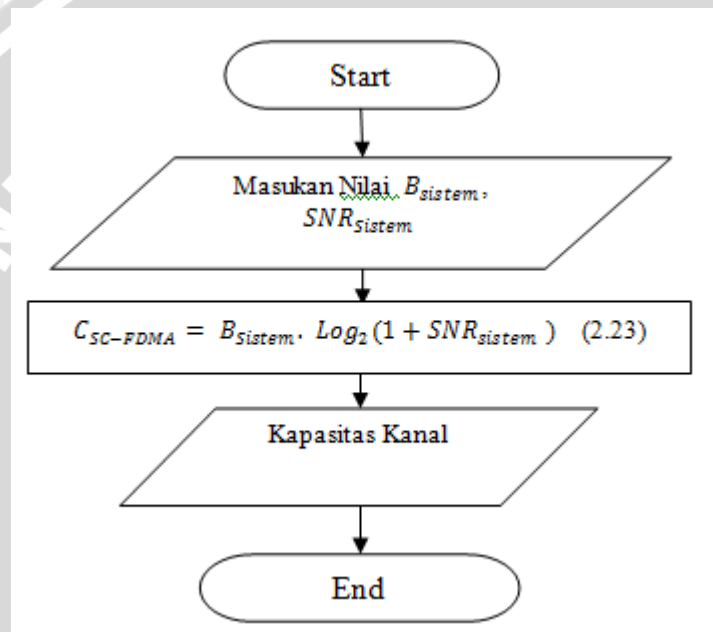 Start
Masukan Nilai B_sistem,
SNR_Sistem
C_SC−FDMA = B_Sistem. Log_2(1 + SNR_sistem ) (2.23)
Kapasitas Kanal
End